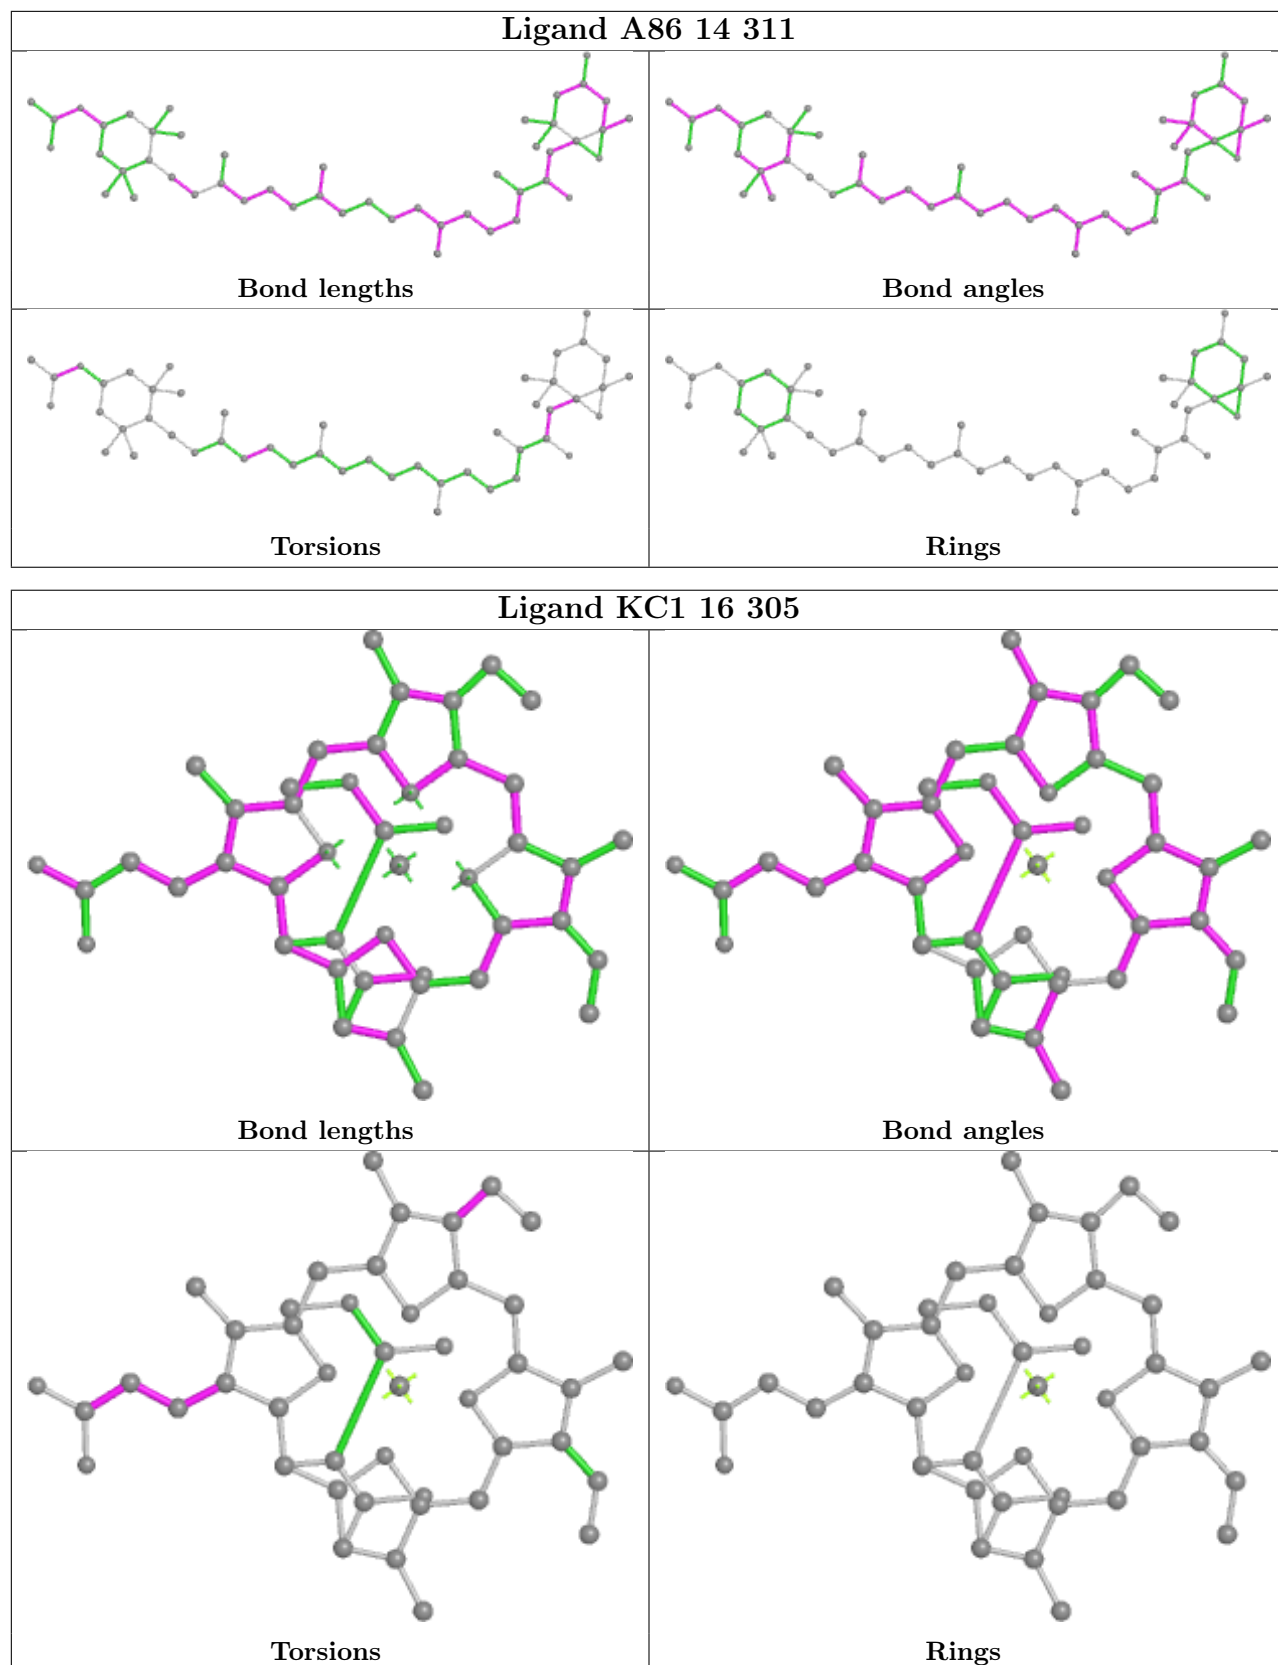 Ligand A86 14 311
Bond lengths
Bond angles
Torsions
Rings
Ligand KC1 16 305
Bond lengths
Bond angles
Torsions
Rings